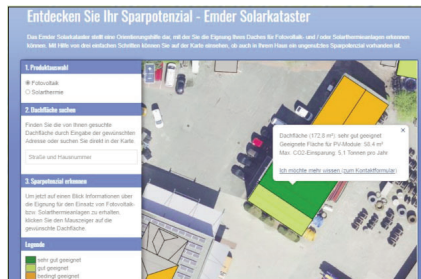 Entdecken Sie Ihr Sparpotenzial - Emder Solarkataster
Das Emder Solarkataster stellt eine Orientierungshilfe dar, mit der Sie die Eignung Ihres Daches für Photovoltaik- und / oder Solarthermieanlagen erkennen
können. Mit Hilfe von drei einfachen Schritten können Sie auf der Karte einsehen, ob auch in Ihrem Haus ein ungenutztes Sparpotenzial vorhanden ist.
1. Produktauswahl
Fotovoltaik
Solarthermie
2. Dachfläche suchen
Finden Sie die von Ihnen gesuchte
Dachfläche durch Eingabe der gewünschten
Adresse oder suchen Sie direkt in der Karte.
Straße und Hausnummer
3. Sparpotenzial erkennen
Um jetzt auf einen Blick Informationen über
die Eignung für den Einsatz von Fotovoltaik-
bzw. Solarthermieanlagen zu erhalten,
klicken Sie den Mauszeiger auf die
gewünschte Dachfläche.
Legende
sehr gut geeignet
gut geeignet
bedingt geeignet
Dachfläche (172,8 m²): sehr gut geeignet
Geeignete Fläche für PV-Module: 58,4 m²
Max. CO2-Einsparung: 5,1 Tonnen pro Jahr
Ich möchte mehr wissen (zum Kontaktformular)